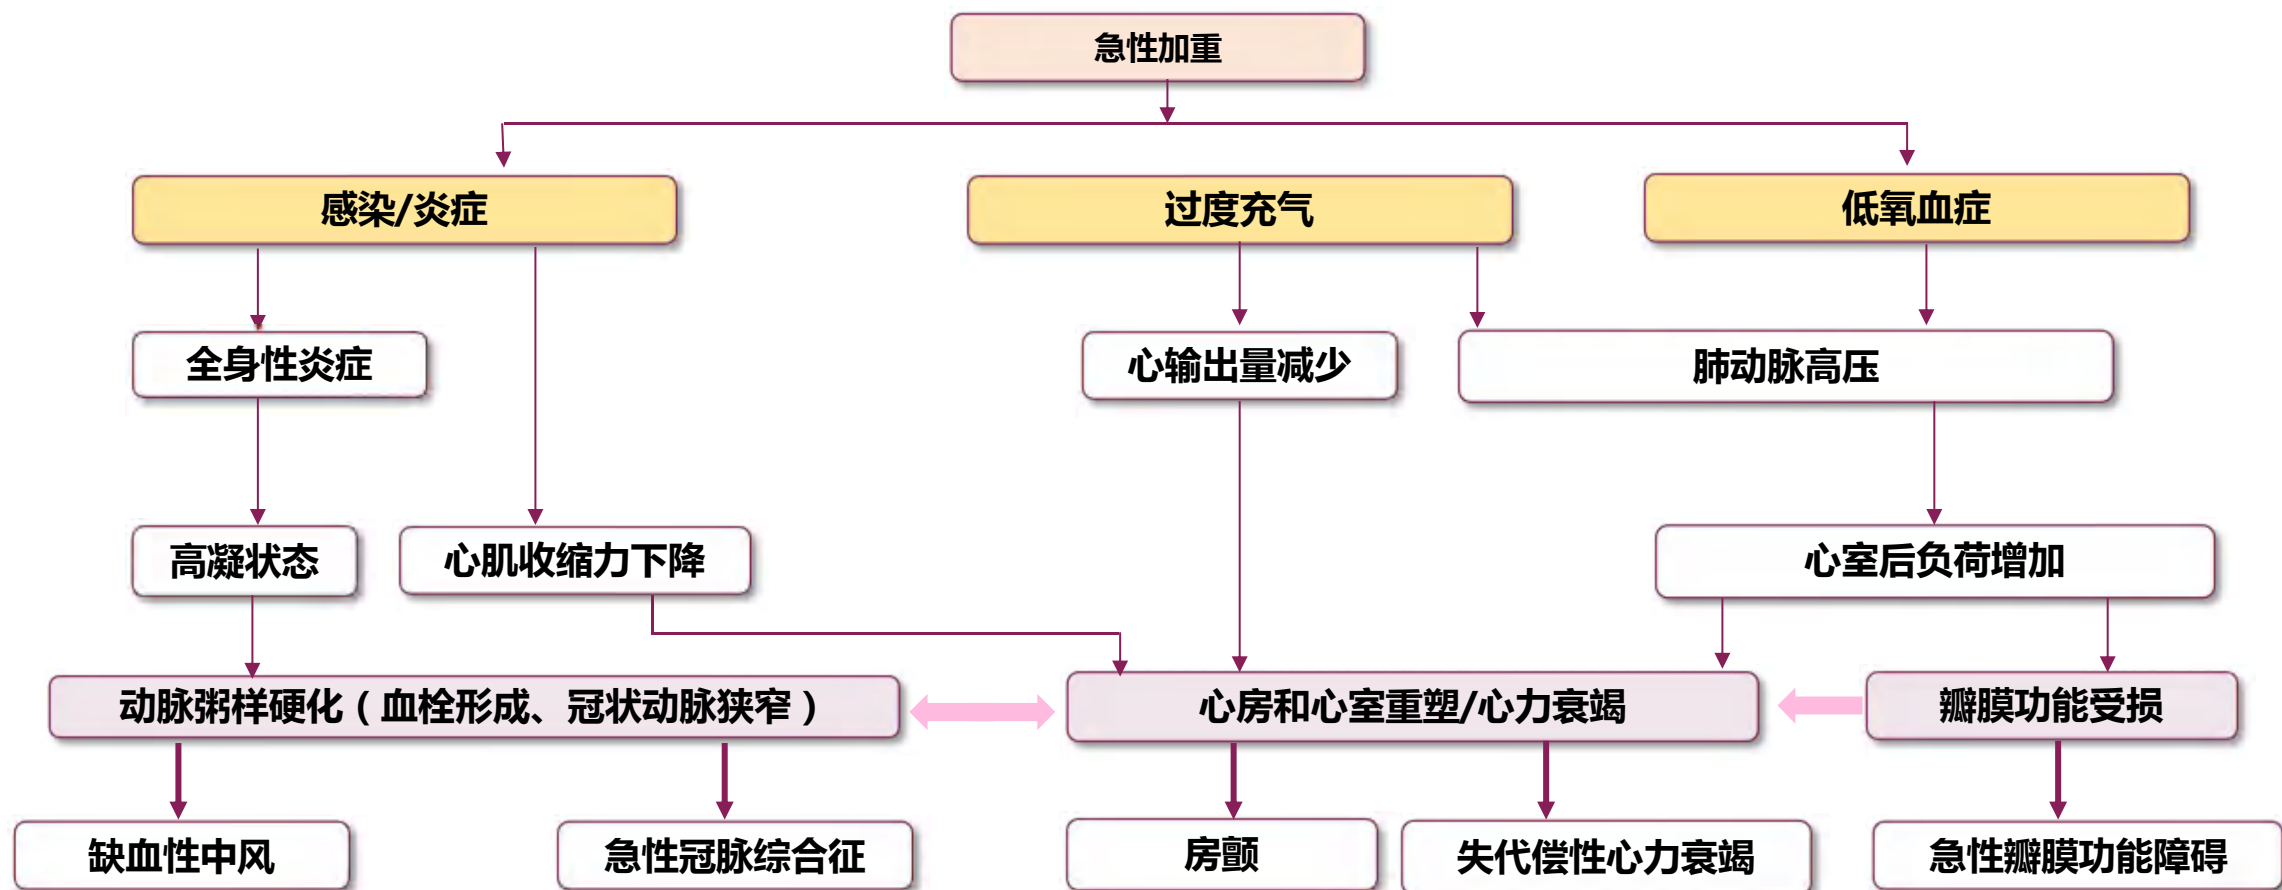 急性加重
感染/炎症
过度充气
低氧血症
全身性炎症
心输出量减少
肺动脉高压
高凝状态
心肌收缩力下降
心室后负荷增加
动脉粥样硬化（血栓形成、冠状动脉狭窄）
心房和心室重塑/心力衰竭
瓣膜功能受损
缺血性中风
急性冠脉综合征
房颤
失代偿性心力衰竭
急性瓣膜功能障碍